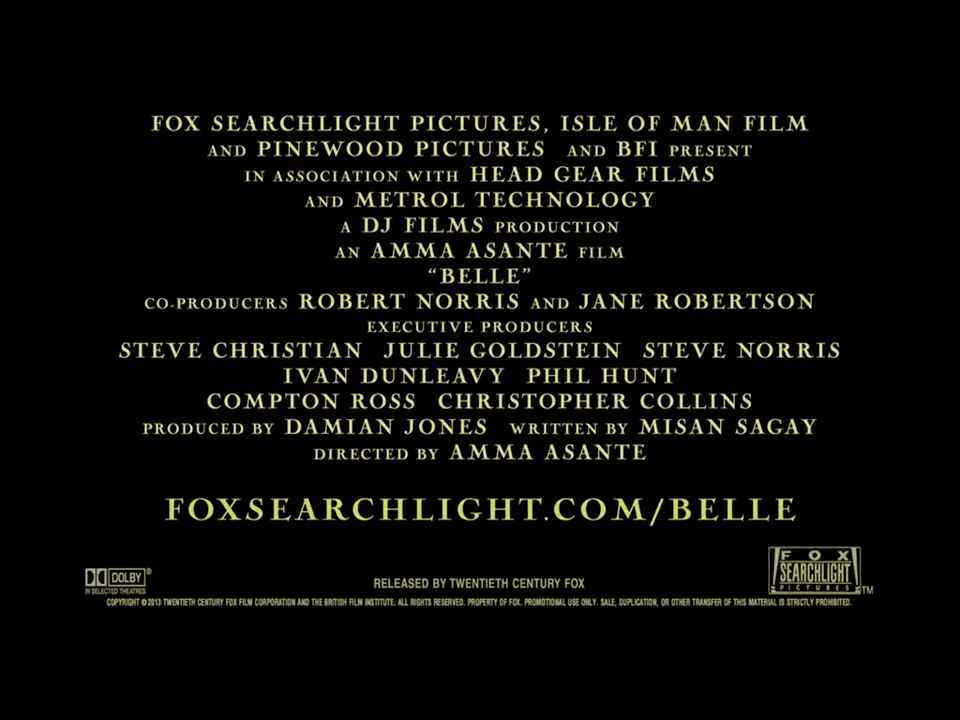 FOX SEARCHLIGHT PICTURES, ISLE OF MAN FILM
AND PINEWOOD PICTURES AND BFI PRESENT
IN ASSOCIATION WITH HEAD GEAR FILMS
AND METROL TECHNOLOGY
A DJ FILMS PRODUCTION
AN AMMA ASANTE FILM
“BELLE”
CO-PRODUCERS ROBERT NORRIS AND JANE ROBERTSON
EXECUTIVE PRODUCERS
STEVE CHRISTIAN JULIE GOLDSTEIN STEVE NORRIS
IVAN DUNLEAVY PHIL HUNT
COMPTON ROSS CHRISTOPHER COLLINS
PRODUCED BY DAMIAN JONES WRITTEN BY MISAN SAGAY
DIRECTED BY AMMA ASANTE
FOXSEARCHLIGHT.COM/BELLE
DOLBY®
IN SELECTED THEATRES
RELEASED BY TWENTIETH CENTURY FOX
FOX
SEARCHLIGHT
PICTURES™
COPYRIGHT ©2013 TWENTIETH CENTURY FOX FILM CORPORATION AND THE BRITISH FILM INSTITUTE. ALL RIGHTS RESERVED. PROPERTY OF FOX. PROMOTIONAL USE ONLY. SALE, DUPLICATION, OR OTHER TRANSFER OF THIS MATERIAL IS STRICTLY PROHIBITED.